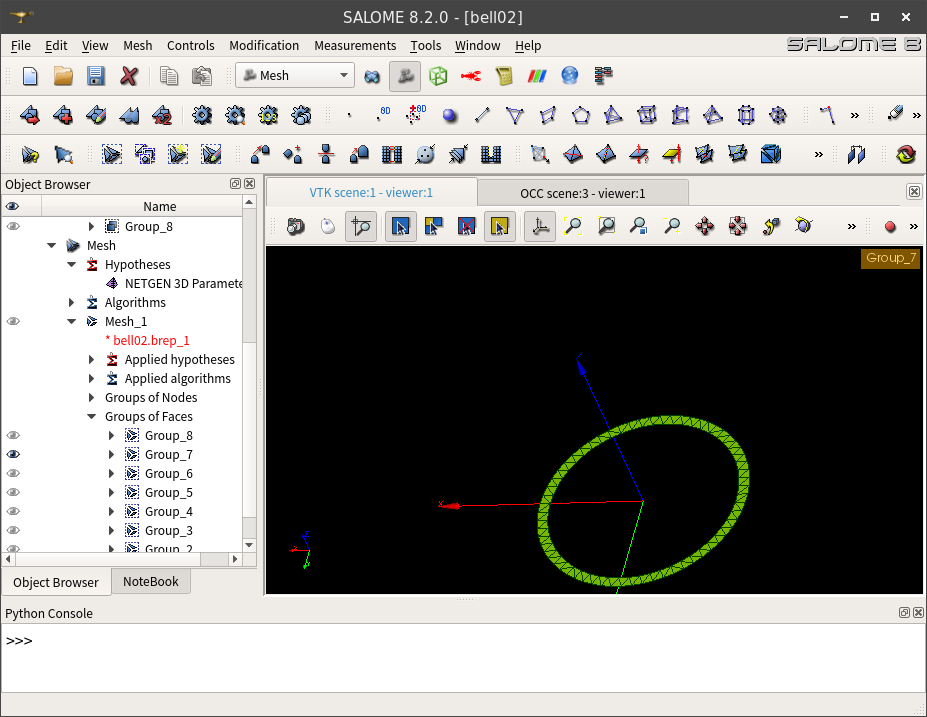 SALOME 8.2.0 - [bell02]
File Edit View Mesh Controls Modification Measurements Tools Window Help
SALOME 8
Mesh
0D
0D
»
»
»
Object Browser
VTK scene:1 - viewer:1
OCC scene:3 - viewer:1
Name
Group_8
»
»
Mesh
Hypotheses
Group_7
NETGEN 3D Paramete
Algorithms
Mesh_1
* bell02.brep_1
Applied hypotheses
Applied algorithms
Groups of Nodes
Groups of Faces
Group_8
Group_7
Group_6
Group_5
Group_4
Group_3
Group_2
X
Object Browser
NoteBook
Python Console
>>>